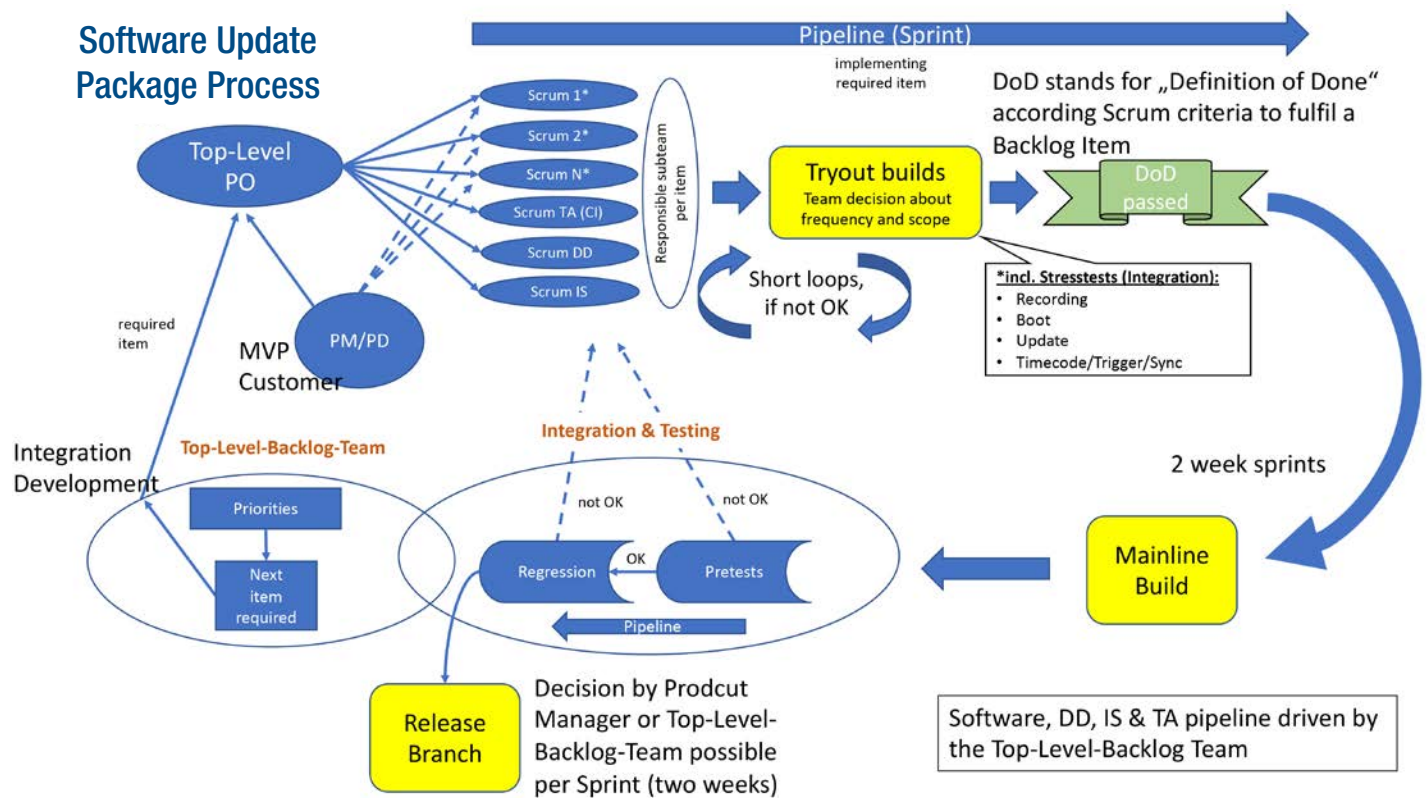 Software Update
Package Process
Pipeline (Sprint)
implementing
required item
DoD stands for „Definition of Done“
according Scrum criteria to fulfil a
Backlog Item
Top-Level
PO
Scrum 1*
Scrum 2*
Scrum N*
Scrum TA (CI)
Scrum DD
Scrum IS
Responsible subteam
per item
Tryout builds
Team decision about
frequency and scope
DoD
passed
Short loops,
if not OK
*incl. Stresstests (Integration):
• Recording
• Boot
• Update
• Timecode/Trigger/Sync
required
item
PM/PD
MVP
Customer
Integration
Development
Top-Level-Backlog-Team
Integration & Testing
2 week sprints
Priorities
Next
item
required
not OK
not OK
Regression
OK
Pretests
Pipeline
Mainline
Build
Release
Branch
Decision by Prodcut
Manager or Top-Level-
Backlog-Team possible
per Sprint (two weeks)
Software, DD, IS & TA pipeline driven by
the Top-Level-Backlog Team